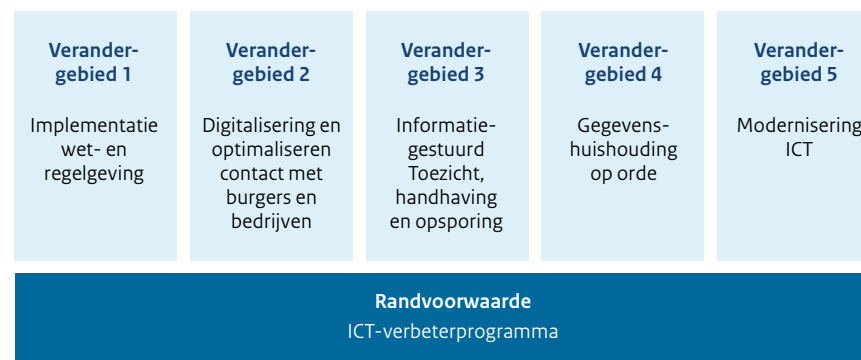 Verander-
gebied 1
Implementatie
wet- en
regelgeving
Verander-
gebied 2
Digitalisering en
optimaliseren
contact met
burgers en
bedrijven
Verander-
gebied 3
Informatie-
gestuurd
Toezicht,
handhaving
en opsporing
Verander-
gebied 4
Gegevens-
huishouding
op orde
Verander-
gebied 5
Modernisering
ICT
Randvoorwaarde
ICT-verbeterprogramma